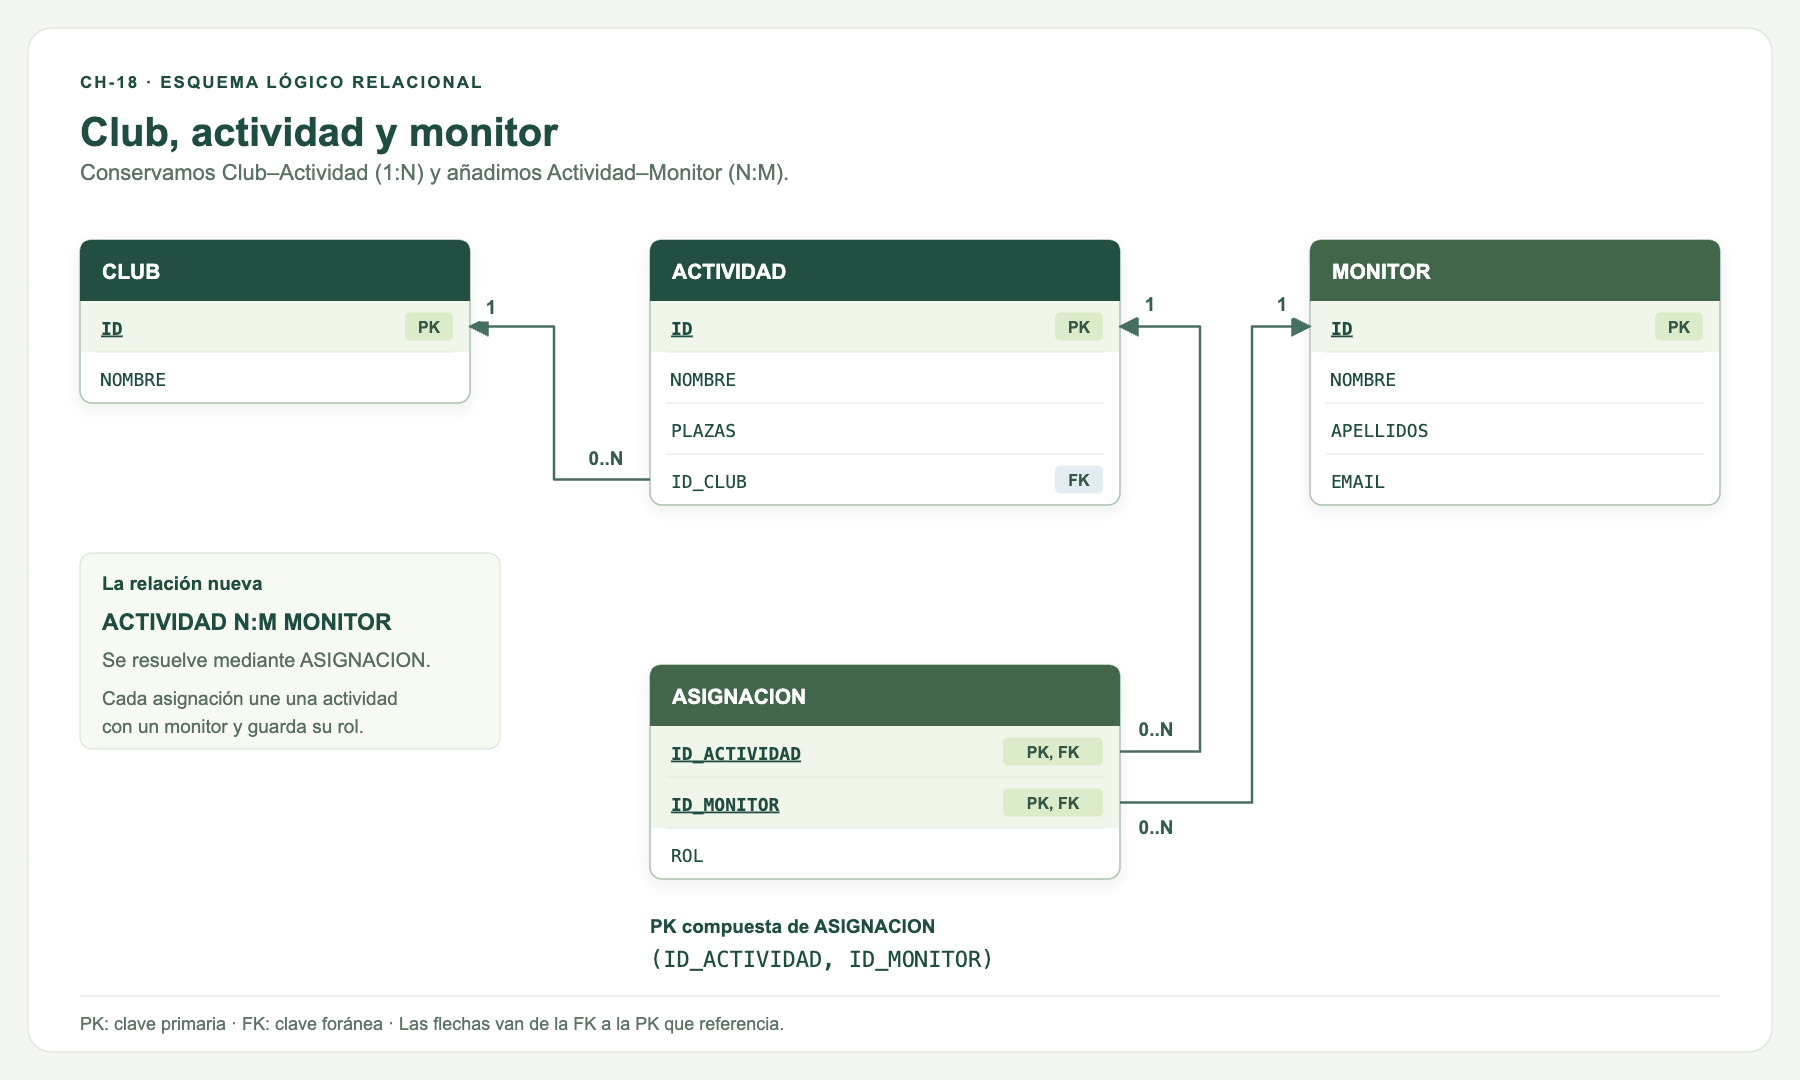 CH-18 · ESQUEMA LÓGICO RELACIONAL
Club, actividad y monitor
Conservamos Club–Actividad (1:N) y añadimos Actividad–Monitor (N:M).
CLUB
ID PK
NOMBRE
1
0..N
ACTIVIDAD
ID PK
NOMBRE
PLAZAS
ID_CLUB FK
1
1
MONITOR
ID PK
NOMBRE
APELLIDOS
EMAIL
La relación nueva
ACTIVIDAD N:M MONITOR
Se resuelve mediante ASIGNACION.
Cada asignación une una actividad
con un monitor y guarda su rol.
ASIGNACION
ID_ACTIVIDAD PK, FK
ID_MONITOR PK, FK
ROL
0..N
0..N
PK compuesta de ASIGNACION
(ID_ACTIVIDAD, ID_MONITOR)
PK: clave primaria · FK: clave foránea · Las flechas van de la FK a la PK que referencia.